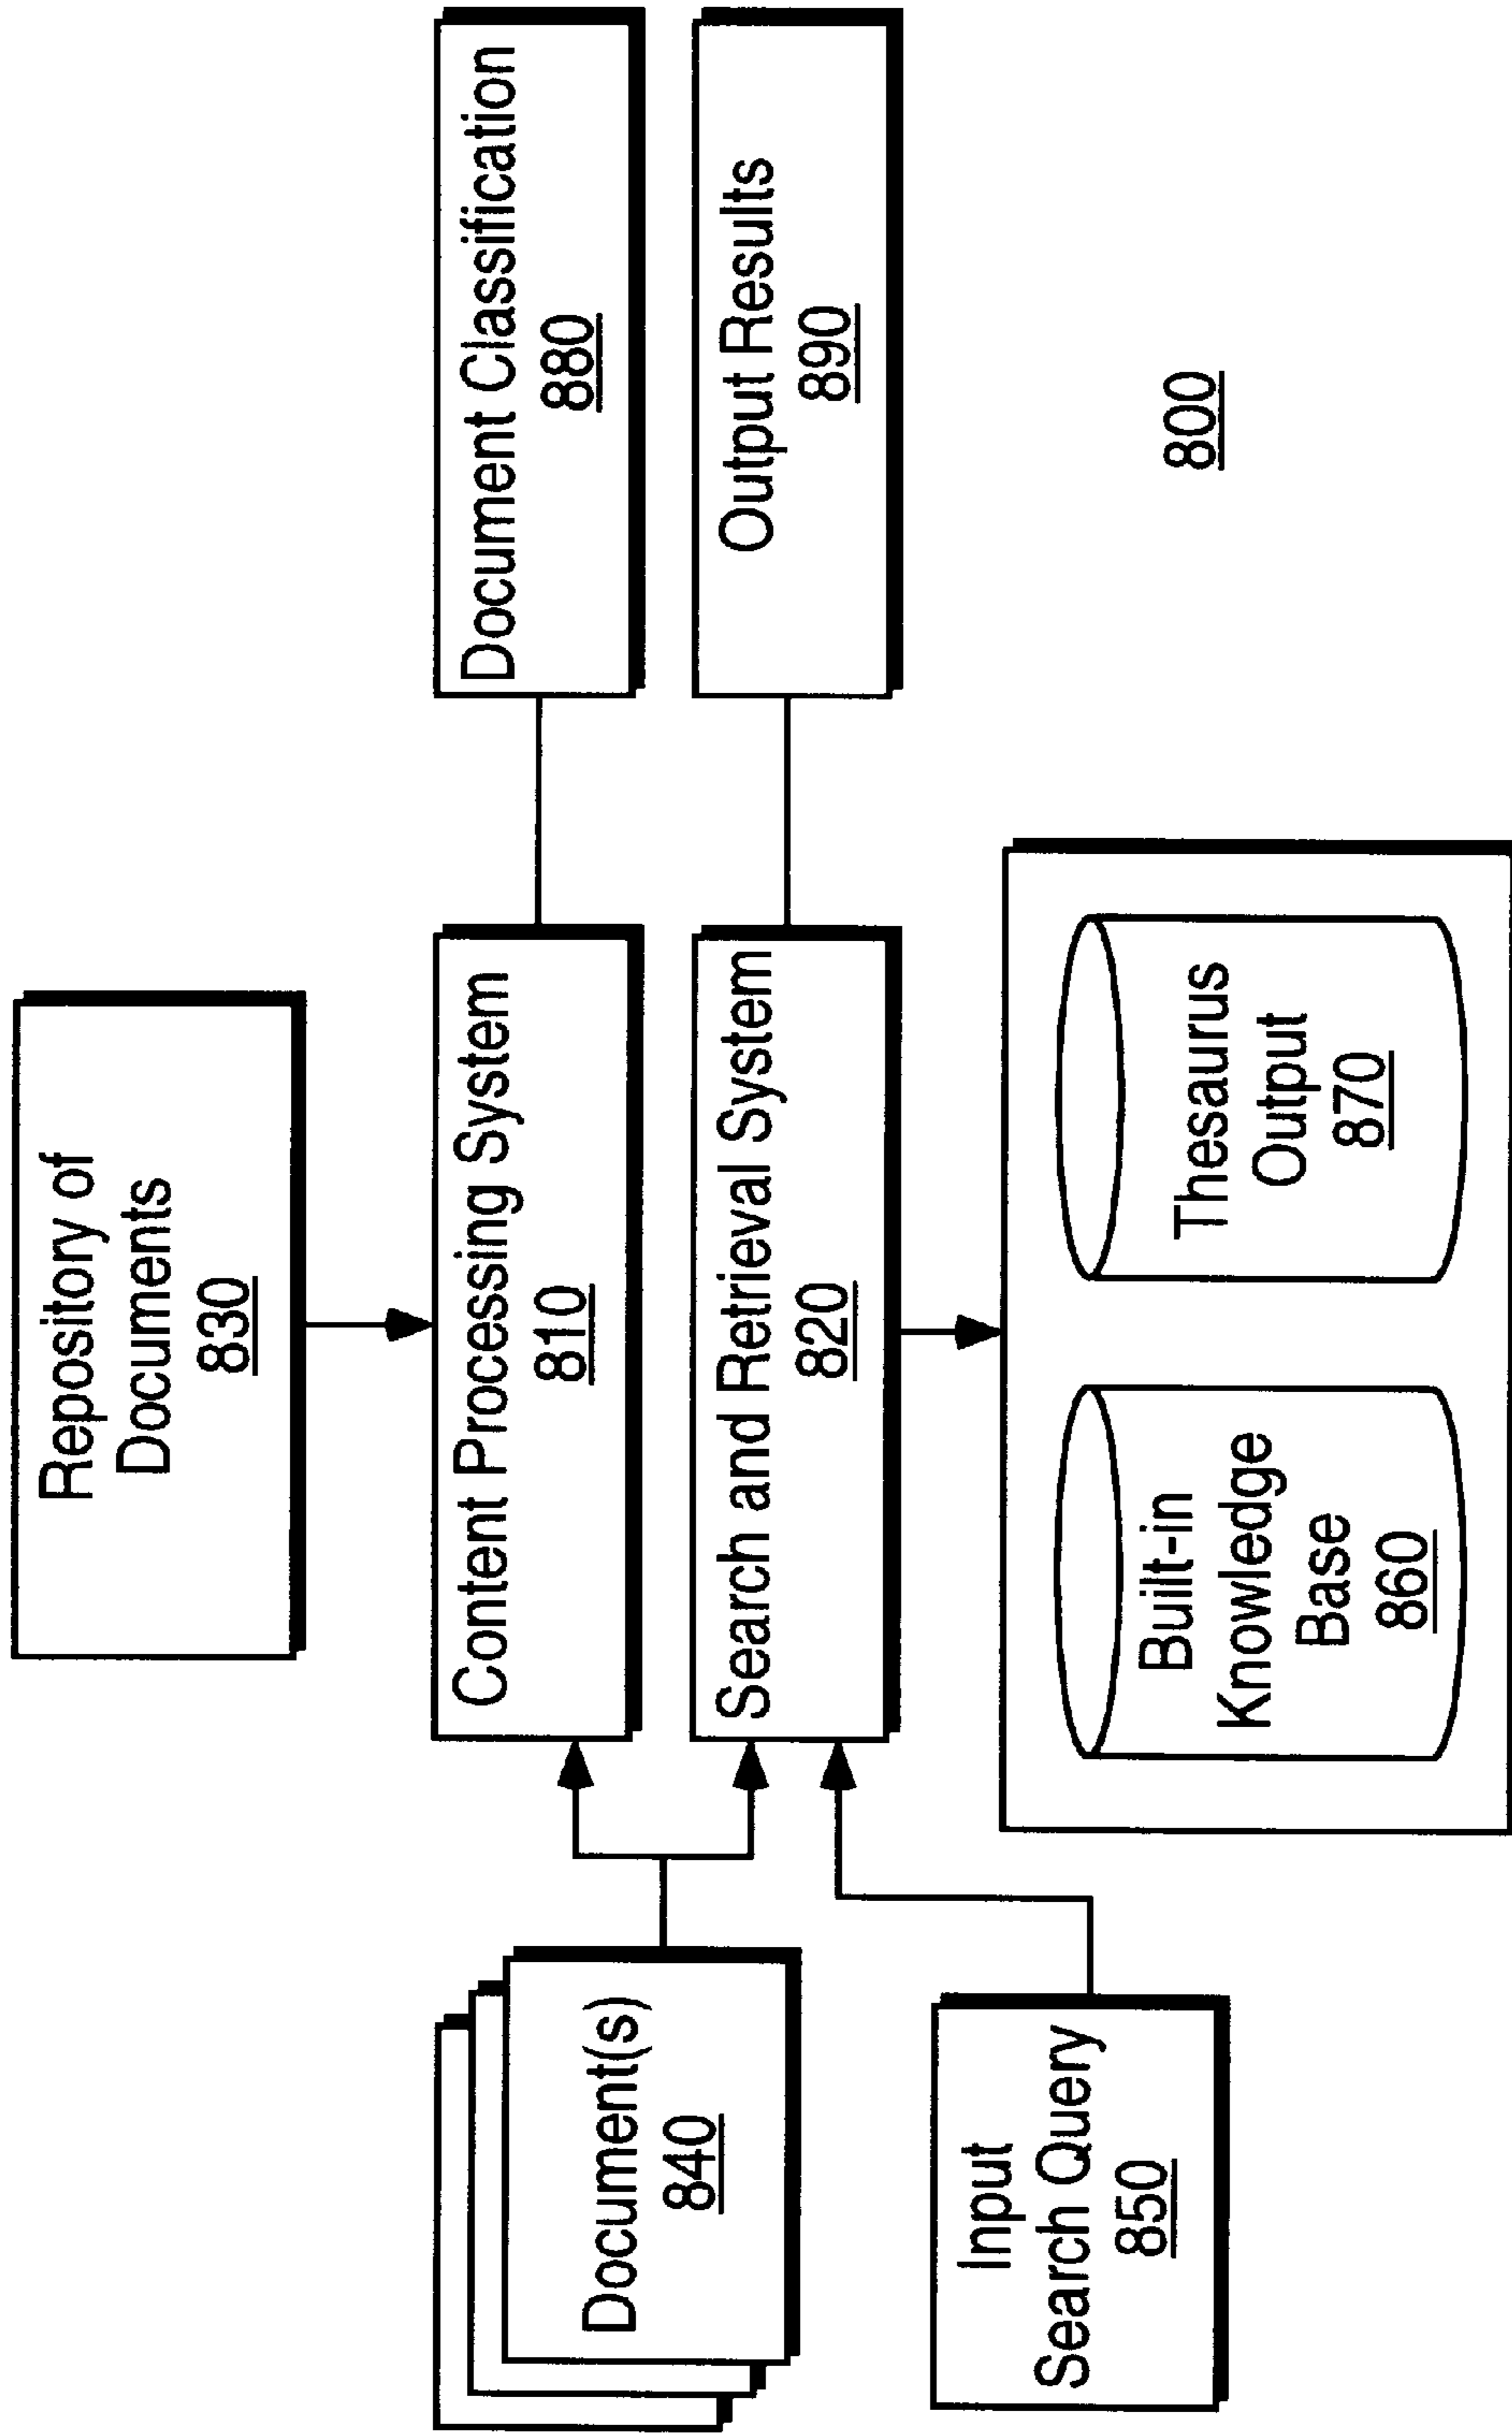 Repository of
Documents
830
Document(s)
840
Content Processing System
810
Document Classification
880
Input
Search Query
850
Search and Retrieval System
820
Output Results
890
Built-in
Knowledge
Base
860
Thesaurus
Output
870
800